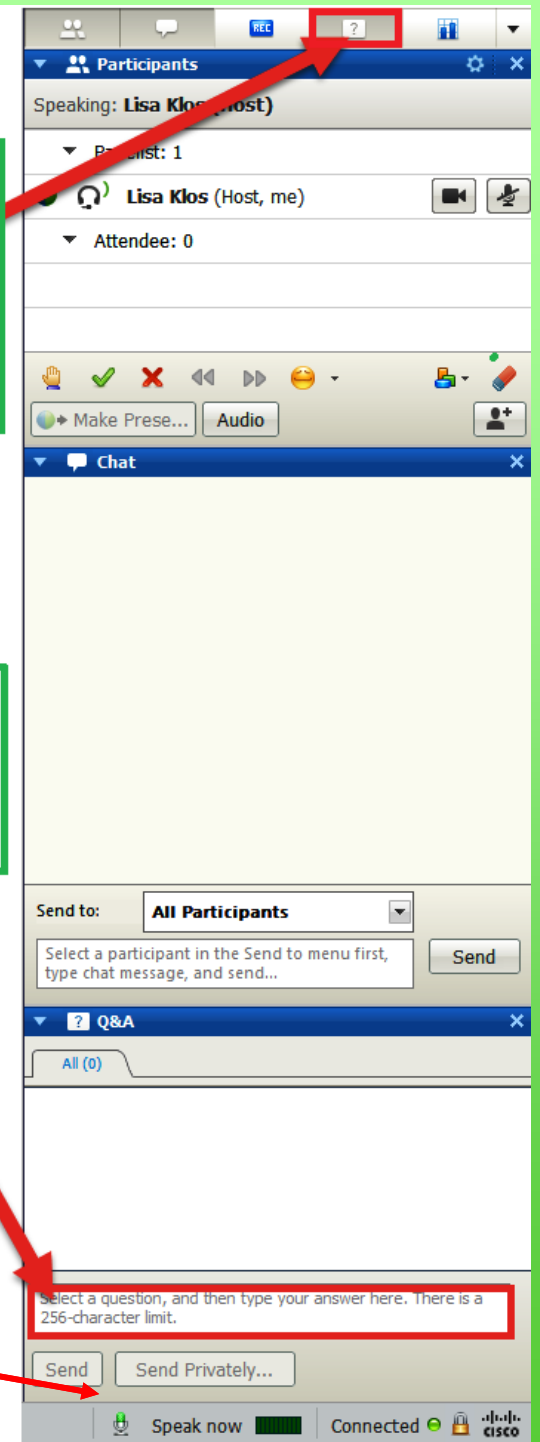 REC
?
Participants
Speaking: Lisa Klos (Host)
Panelist: 1
Lisa Klos (Host, me)
Attendee: 0
Make Prese...
Audio
Chat
Send to:
All Participants
Select a participant in the Send to menu first,
type chat message, and send...
Send
? Q&A
All (0)
Select a question, and then type your answer here. There is a
256-character limit.
Send
Send Privately...
Speak now
Connected
CISCO